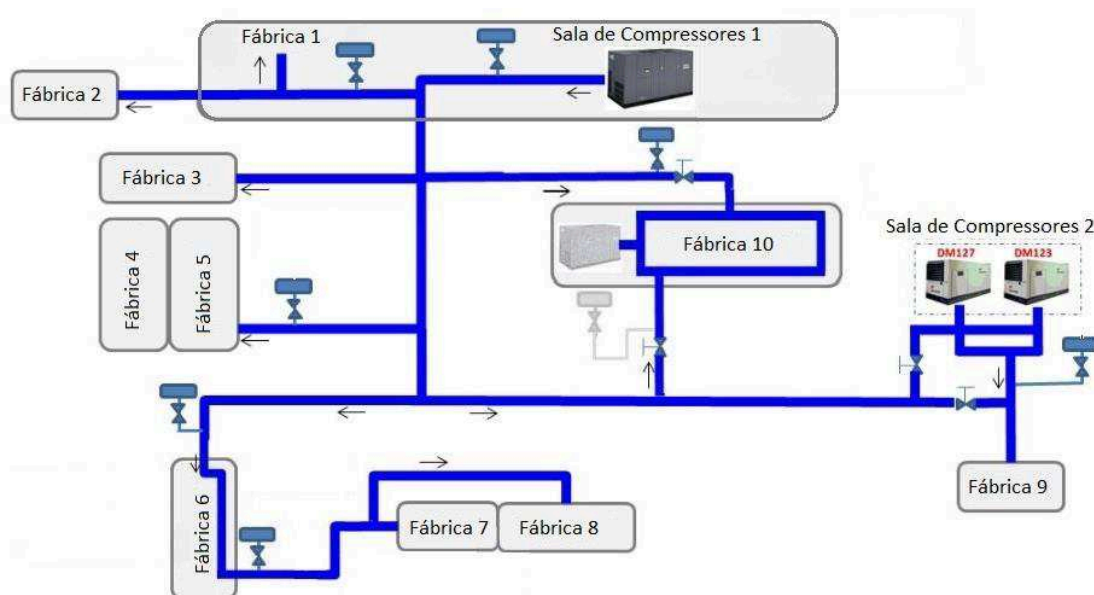 Fábrica 1
Sala de Compressores 1
Fábrica 2
Fábrica 3
Fábrica 10
Sala de Compressores 2
DM127
DM123
Fábrica 4
Fábrica 5
Fábrica 9
Fábrica 6
Fábrica 7
Fábrica 8